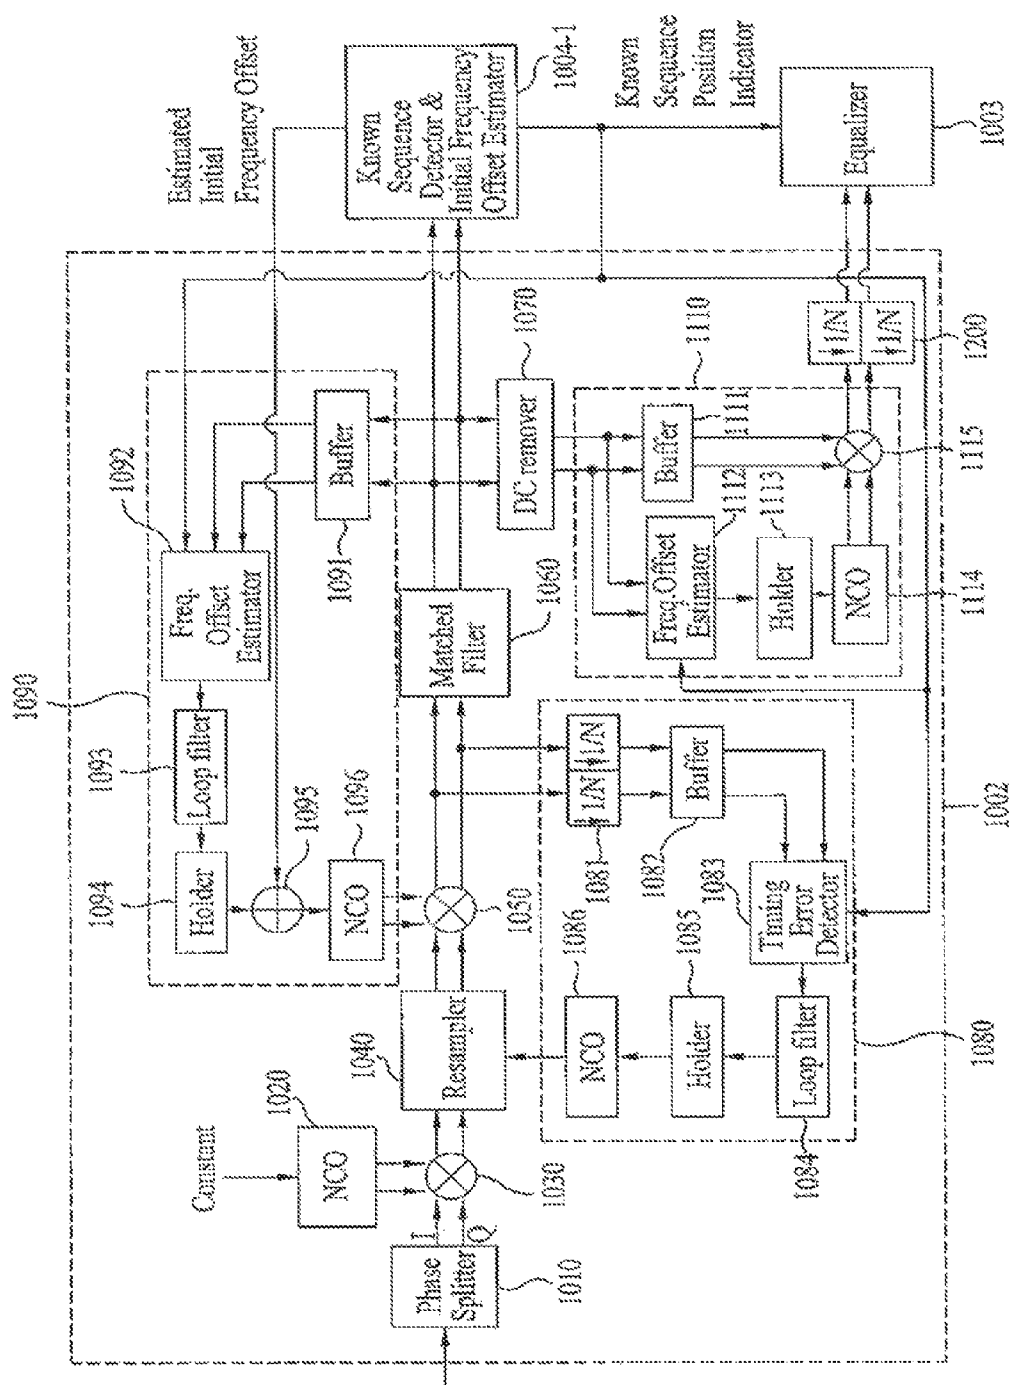 Estimated
Initial
Frequency Offset
Known
Sequence
Detector &
Initial Frequency
Offset Estimator
1004-1
Known
Sequence
Position
Indicator
Equalizer
1003
1090
1092
Freq.
Offset
Estimator
1093
Loop filter
1094
Holder
1095
1096
NCO
Buffer
1091
Constant
1020
NCO
Phase
Splitter
1010
I
Q
1030
1040
Resampler
1050
Matched
Filter
1060
DC remover
1070
1110
Buffer
1111
Freq.Offset
Estimator
1112
Holder
1113
NCO
1114
1115
1/N
1/N
1200
1/N
1/N
1081
Buffer
1082
1083
Timing
Error
Detector
Loop filter
1084
Holder
1085
NCO
1086
1080
1002